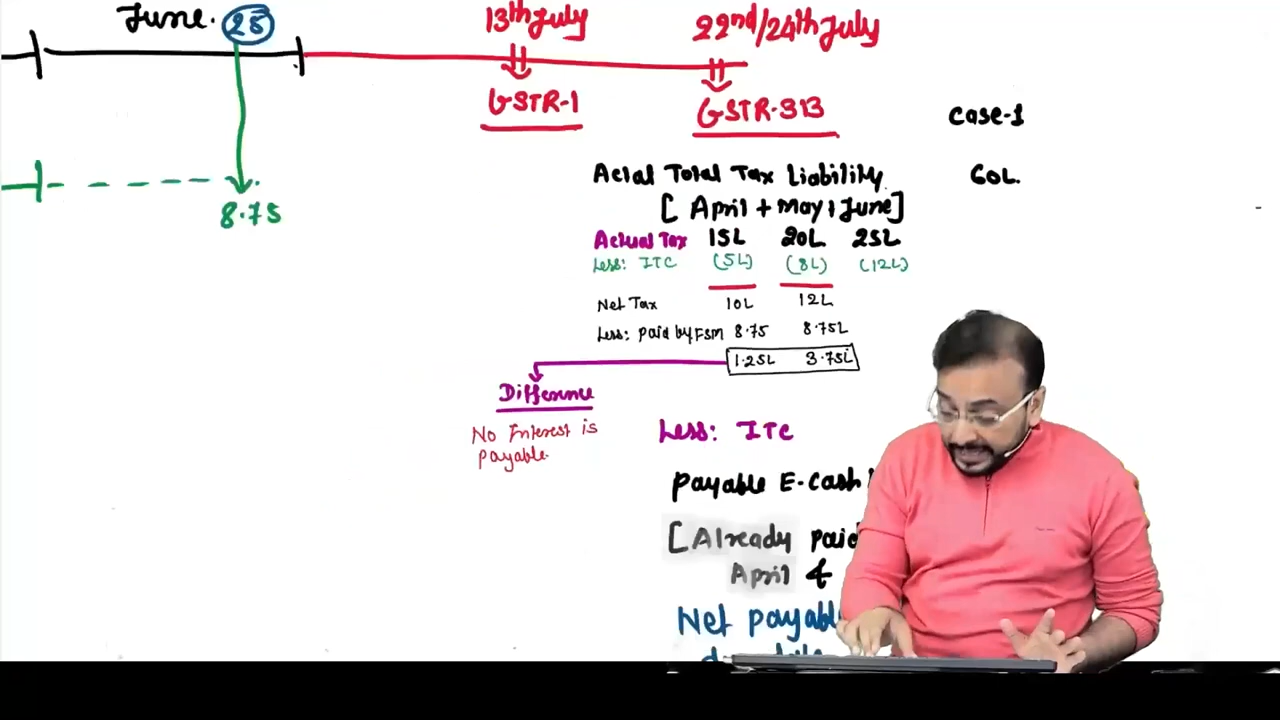 June. 25
13th July
22nd/24th July
GSTR-1
GSTR-3B
Case-1
8.75
Actal Total Tax Liability
60L.
[ April + May + June ]
Actual Tax 15L 20L 25L
Less: ITC (5L) (8L) (12L)
Net Tax 10L 12L
Less: Paid by FSM 8.75 8.75L
1.25L 3.75L
Difference
No Interest is
payable.
Less: ITC
Payable E-Cash
[Already paid
April &
Net payable